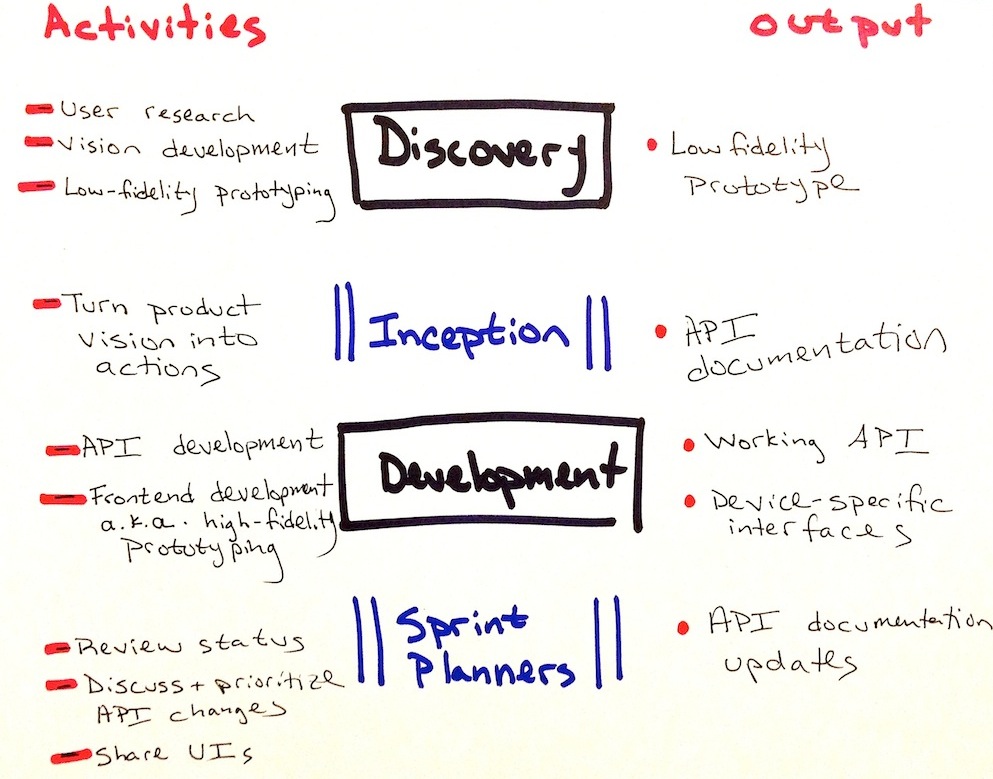 Activities
output
User research
Vision development
Low-fidelity prototyping
Discovery
Low fidelity
prototype
Turn product
vision into
actions
Inception
API
documentation
API development
Frontend development
a.k.a. high-fidelity
prototyping
Development
Working API
Device-specific
interfaces
Review status
Discuss + prioritize
API changes
Share UIs
Sprint
Planners
API documentation
updates